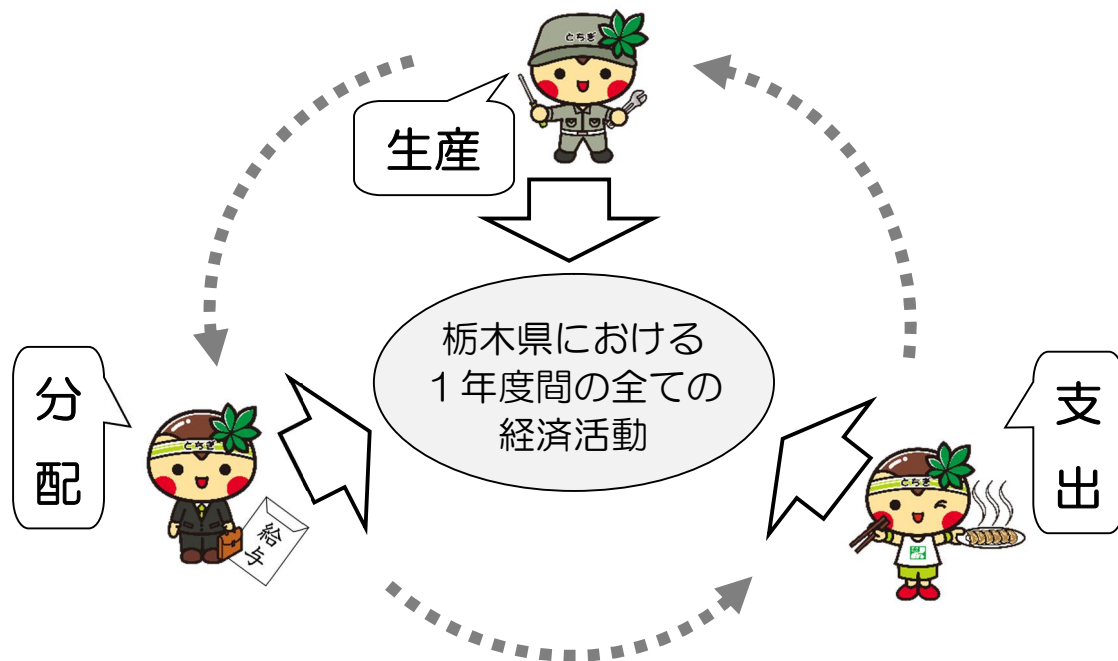 とちぎ
生産
栃木県における
１年度間の全ての
経済活動
分
配
とちぎ
給
与
支
出
とちぎ